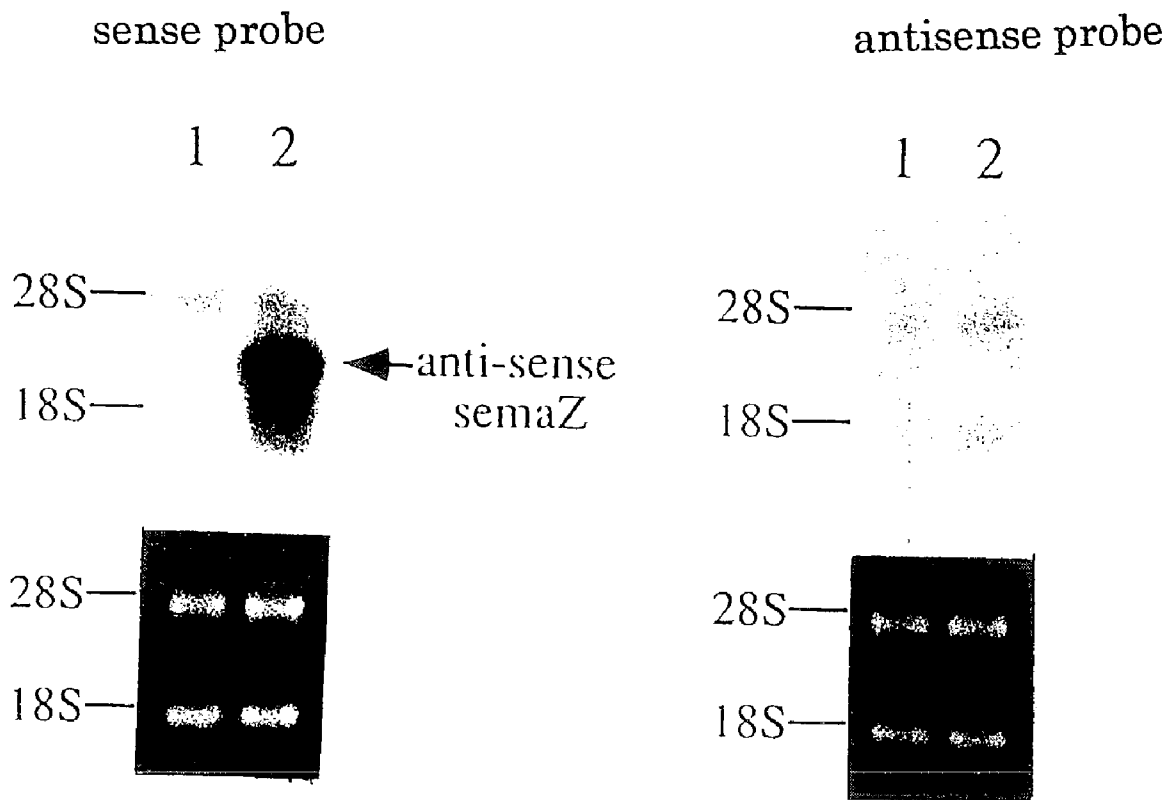 sense probe
1 2
28S
18S
anti-sense
semaZ
28S
18S
antisense probe
1 2
28S
18S
28S
18S